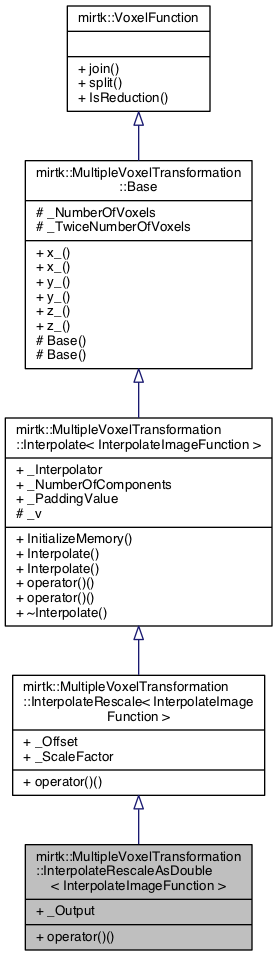 mirtk::VoxelFunction
+ join()
+ split()
+ IsReduction()
mirtk::MultipleVoxelTransformation
::Base
# _NumberOfVoxels
# _TwiceNumberOfVoxels
+ x_()
+ x_()
+ y_()
+ y_()
+ z_()
+ z_()
# Base()
# Base()
mirtk::MultipleVoxelTransformation
::Interpolate< InterpolateImageFunction >
+ _Interpolator
+ _NumberOfComponents
+ _PaddingValue
# _v
+ InitializeMemory()
+ Interpolate()
+ Interpolate()
+ operator()()
+ operator()()
+ ~Interpolate()
mirtk::MultipleVoxelTransformation
::InterpolateRescale< InterpolateImage
Function >
+ _Offset
+ _ScaleFactor
+ operator()()
mirtk::MultipleVoxelTransformation
::InterpolateRescaleAsDouble
< InterpolateImageFunction >
+ _Output
+ operator()()